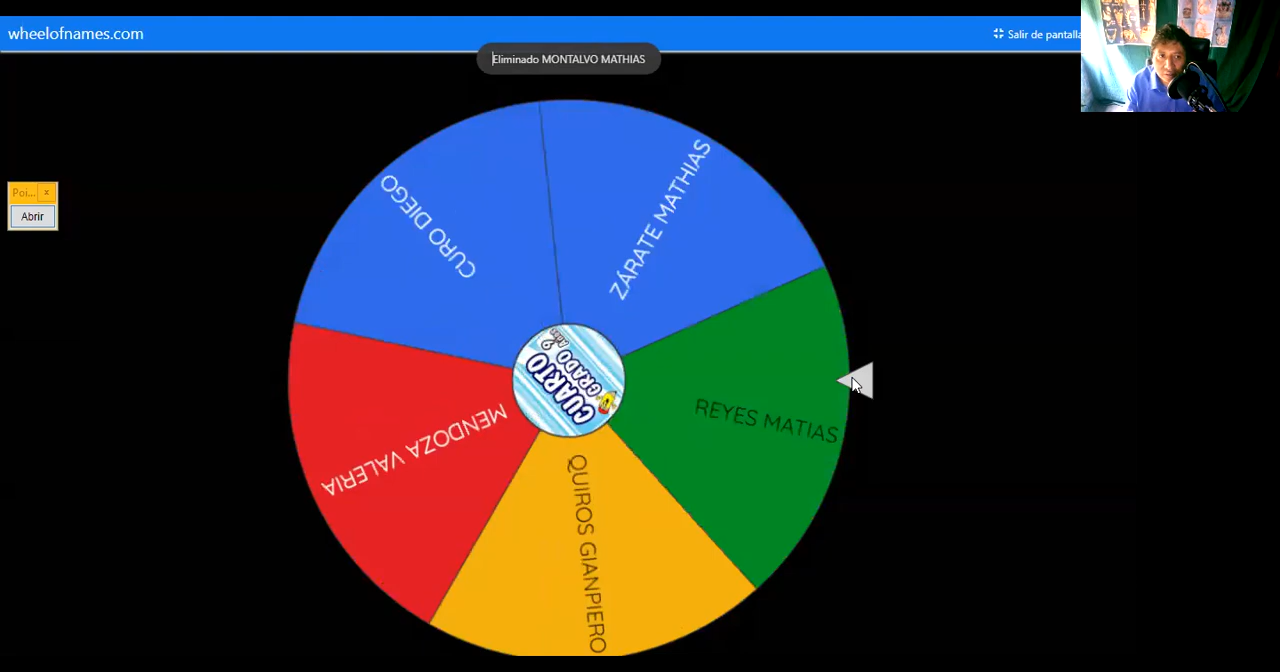 wheelofnames.com
Salir de pantalla
Eliminado MONTALVO MATHIAS
Poi... x
Abrir
CURO DIEGO
ZÁRATE MATHIAS
REYES MATIAS
QUIROS GIANPIERO
MENDOZA VALERIA
CUARTO
GRADO